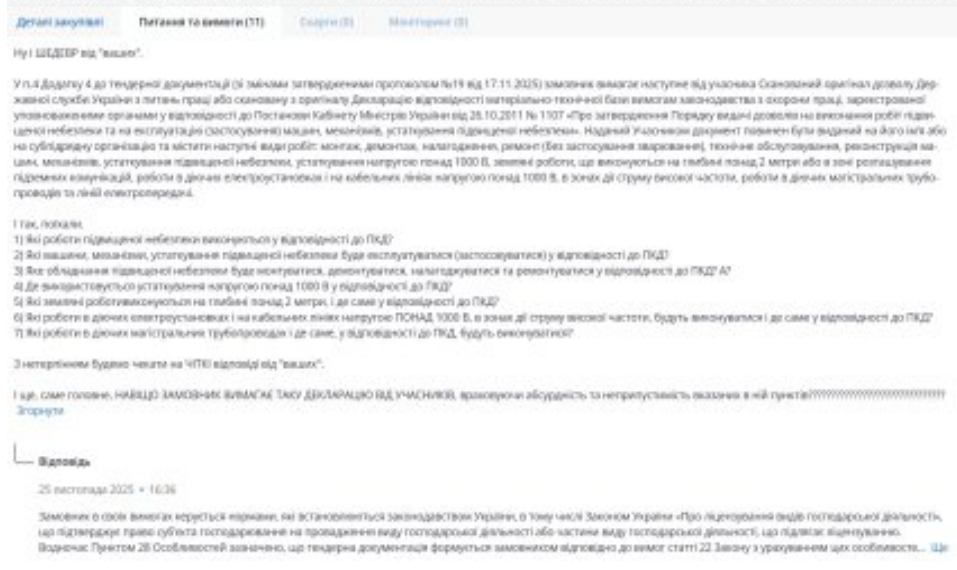 Деталі закупівлі Питання та вимоги (11) Скарги (0) Моніторинг (0)
Ну і ШЕДЕВР від "ваших".
У п.4 Додатку 4 до тендерної документації (зі змінами затвердженими протоколом №19 від 17.11.2025) замовник вимагає наступне від учасника Сканований оригінал дозволу Дер-
жавної служби України з питань праці або скановану з оригіналу Декларацію відповідності матеріально-технічної бази вимогам законодавства з охорони праці, зареєстрованої
уповноваженими органами у відповідності до Постанови Кабінету Міністрів України від 26.10.2011 № 1107 «Про затвердження Порядку видачі дозволів на виконання робіт підви-
щеної небезпеки та на експлуатацію (застосування) машин, механізмів, устаткування підвищеної небезпеки». Наданий Учасником документ повинен бути виданий на його ім'я або
на субпідрядну організацію та містити наступні види робіт: монтаж, демонтаж, налагодження, ремонт (без застосування зварювання), технічне обслуговування, реконструкція ма-
шин, механізмів, устаткування підвищеної небезпеки, устаткування напругою понад 1000 В, земляні роботи, що виконуються на глибині понад 2 метри або в зоні розташування
підземних комунікацій, роботи в діючих електроустановках і на кабельних лініях напругою понад 1000 В, в зонах дії струму високої частоти, роботи в діючих магістральних трубо-
проводів та ліній електропередачі.
І так, поїхали.
1) Які роботи підвищеної небезпеки виконуються у відповідності до ПКД?
2) Які машини, механізми, устаткування підвищеної небезпеки буде експлуатуватися (застосовуватися) у відповідності до ПКД?
3) Яке обладнання підвищеної небезпеки буде монтуватися, демонтуватися, налагоджуватися та ремонтуватися у відповідності до ПКД? А?
4) Де використовується устаткування напругою понад 1000 В у відповідності до ПКД?
5) Які земляні роботивиконуються на глибині понад 2 метри, і де саме у відповідності до ПКД?
6) Які роботи в діючих електроустановках і на кабельних лініях напругою ПОНАД 1000 В, в зонах дії струму високої частоти, будуть виконуватися і де саме у відповідності до ПКД?
7) Які роботи в діючих магістральних трубопроводах і де саме, у відповідності до ПКД, будуть виконуватися?
З нетерпінням будемо чекати на ЧІТКІ відповіді від "ваших".
І ще, саме головне, НАВІЩО ЗАМОВНИК ВИМАГАЄ ТАКУ ДЕКЛАРАЦІЮ ВІД УЧАСНИКІВ, враховуючи абсурдність та неприпустимість вказаних в ній пунктів??????????????????????????????
Згорнути
Відповідь
25 листопада 2025 • 16:36
Замовник в своїх вимогах керується нормами, які встановлюються законодавством України, в тому числі Законом України «Про ліцензування видів господарської діяльності»,
що підтверджує право суб'єкта господарювання на провадження виду господарської діяльності або частини виду господарської діяльності, що підлягає ліцензуванню.
Водночас Пунктом 28 Особливостей зазначено, що тендерна документація формується замовником відповідно до вимог статті 22 Закону з урахуванням цих особливосте... Ще